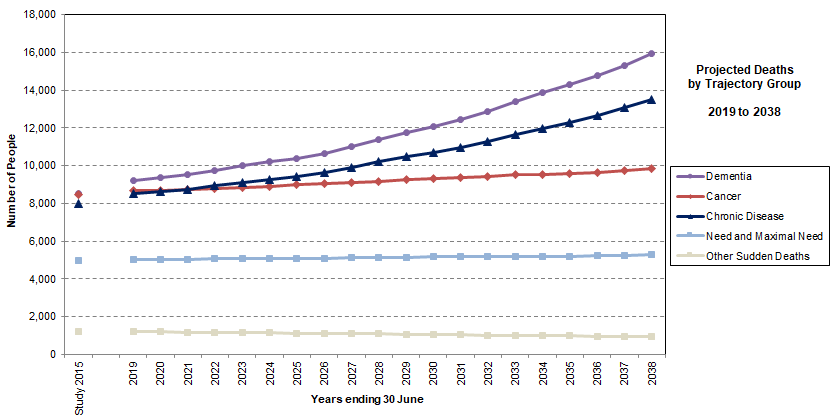 18,000
16,000
14,000
12,000
10,000
8,000
6,000
4,000
2,000
0
Number of People
Study 2015
2019
2020
2021
2022
2023
2024
2025
2026
2027
2028
2029
2030
2031
2032
2033
2034
2035
2036
2037
2038
Years ending 30 June
Projected Deaths
by Trajectory Group
2019 to 2038
Dementia
Cancer
Chronic Disease
Need and Maximal Need
Other Sudden Deaths